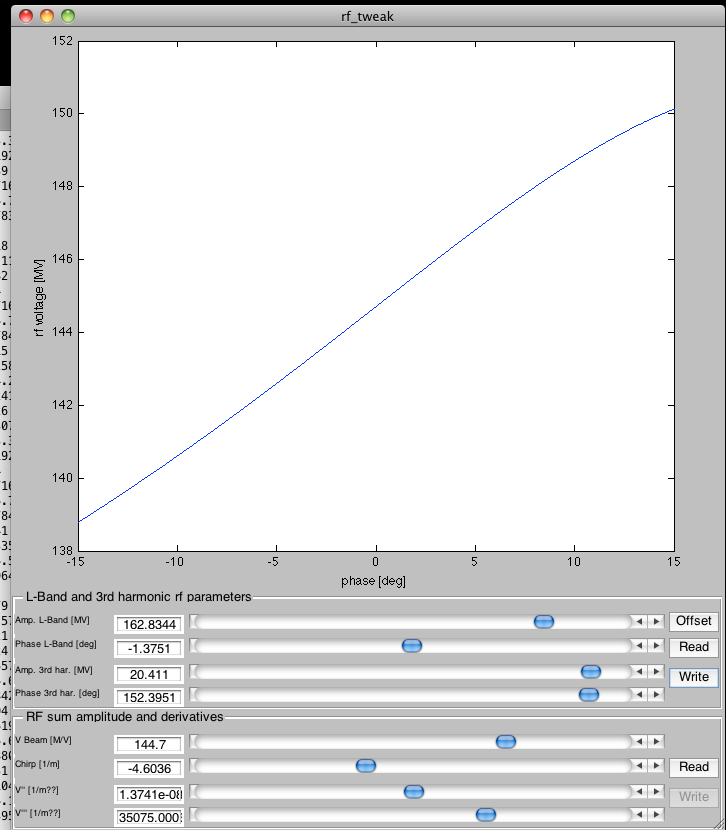 rf_tweak
152
150
148
146
144
142
140
138
rf voltage [MV]
-15 -10 -5 0 5 10 15
phase [deg]
L-Band and 3rd harmonic rf parameters
Amp. L-Band [MV] 162.8344 Offset
Phase L-Band [deg] -1.3751 Read
Amp. 3rd har. [MV] 20.411 Write
Phase 3rd har. [deg] 152.3951
RF sum amplitude and derivatives
V Beam [M/V] 144.7
Chirp [1/m] -4.6036 Read
V'' [1/m??] 1.3741e-08 Write
V''' [1/m??] 35075.000